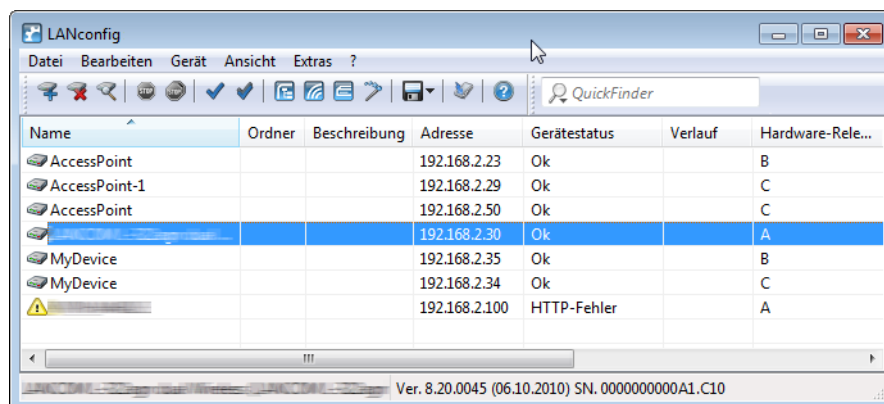 LANconfig
Datei Bearbeiten Gerät Ansicht Extras ?
QuickFinder
Name Ordner Beschreibung Adresse Gerätestatus Verlauf Hardware-Rele...
AccessPoint 192.168.2.23 Ok B
AccessPoint-1 192.168.2.29 Ok C
AccessPoint 192.168.2.50 Ok C
192.168.2.30 Ok A
MyDevice 192.168.2.35 Ok B
MyDevice 192.168.2.34 Ok C
192.168.2.100 HTTP-Fehler A
Ver. 8.20.0045 (06.10.2010) SN. 0000000000A1.C10